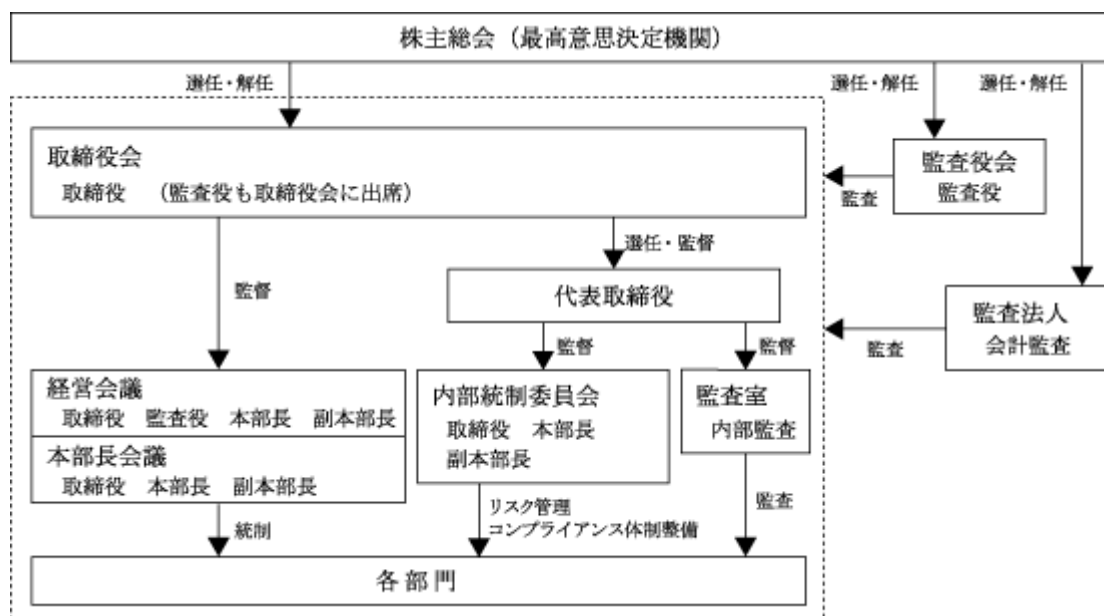 株主総会（最高意思決定機関）
選任・解任
選任・解任
選任・解任
取締役会
取締役 （監査役も取締役会に出席）
監査役会
監査役
監査
選任・監督
監督
代表取締役
監査法人
会計監査
監査
監督
監督
経営会議
取締役 監査役 本部長 副本部長
本部長会議
取締役 本部長 副本部長
内部統制委員会
取締役 本部長
副本部長
監査室
内部監査
統制
リスク管理
コンプライアンス体制整備
監査
各部門